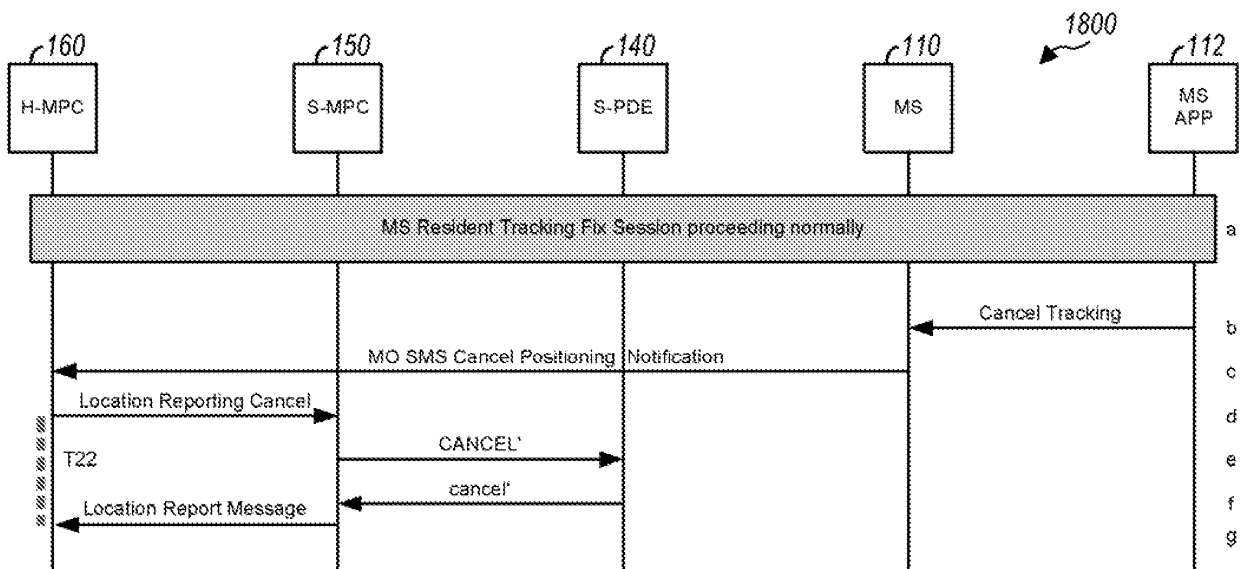 1800
160
150
140
110
112
H-MPC
S-MPC
S-PDE
MS
MS
APP
MS Resident Tracking Fix Session proceeding normally
a
Cancel Tracking
b
MO SMS Cancel Positioning Notification
c
Location Reporting Cancel
d
T22
CANCEL'
e
cancel'
f
Location Report Message
g